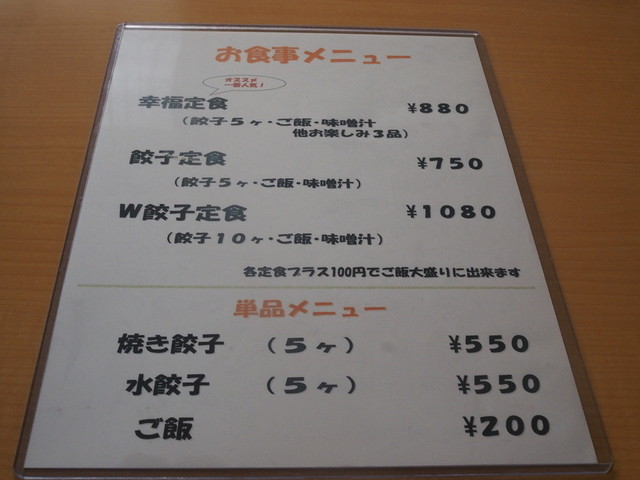 お食事メニュー
オススメ
一番人気!
幸福定食 ¥880
(餃子5ヶ・ご飯・味噌汁
他お楽しみ3品)
餃子定食 ¥750
(餃子5ヶ・ご飯・味噌汁)
W餃子定食 ¥1080
(餃子10ヶ・ご飯・味噌汁)
各定食プラス100円でご飯大盛りに出来ます
単品メニュー
焼き餃子 (5ヶ) ¥550
水餃子 (5ヶ) ¥550
ご飯 ¥200